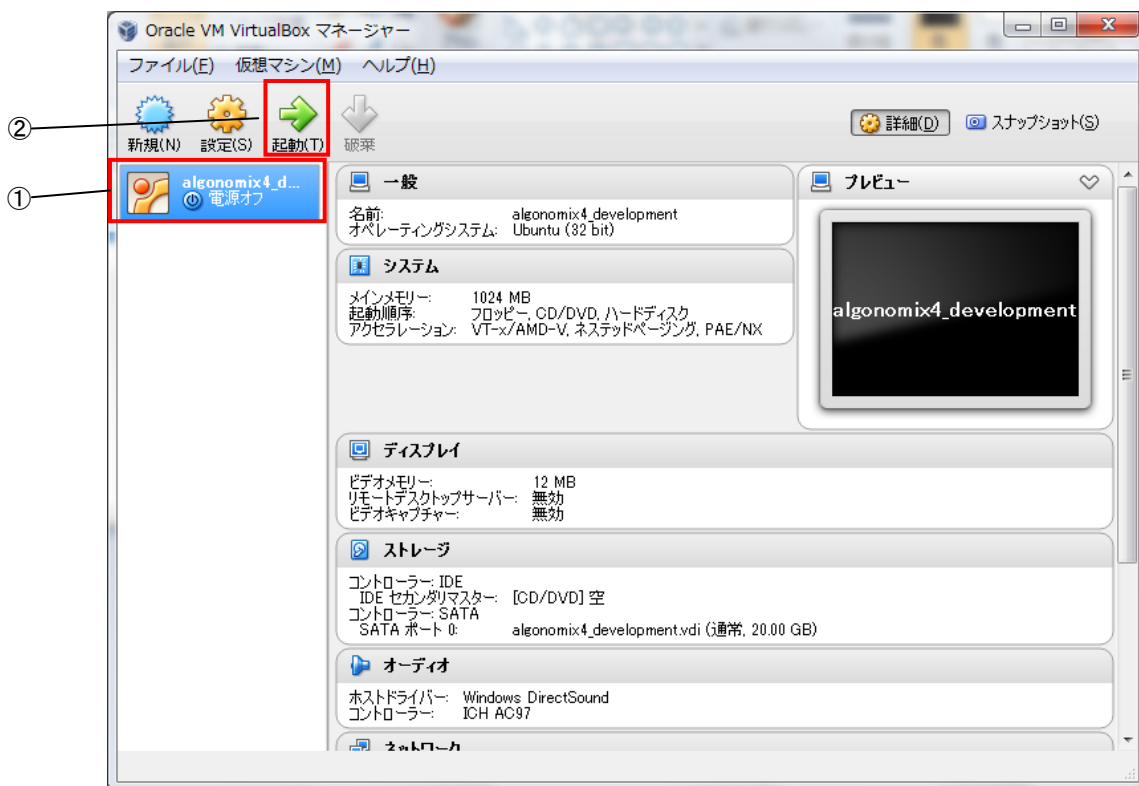 Oracle VM VirtualBox マネージャー
ファイル(F) 仮想マシン(M) ヘルプ(H)
②
新規(N) 設定(S) 起動(T) 破棄
詳細(D) スナップショット(S)
①
algonomix4_d...
電源オフ
一般
名前: algonomix4_development
オペレーティングシステム: Ubuntu (32 bit)
システム
メインメモリー: 1024 MB
起動順序: フロッピー, CD/DVD, ハードディスク
アクセラレーション: VT-x/AMD-V, ネステッドページング, PAE/NX
プレビュー
algonomix4_development
ディスプレイ
ビデオメモリー: 12 MB
リモートデスクトップサーバー: 無効
ビデオキャプチャー: 無効
ストレージ
コントローラー: IDE
IDE セカンダリマスター: [CD/DVD] 空
コントローラー: SATA
SATA ポート 0: algonomix4_development.vdi (通常, 20.00 GB)
オーディオ
ホストドライバー: Windows DirectSound
コントローラー: ICH AC97
ネットワーク